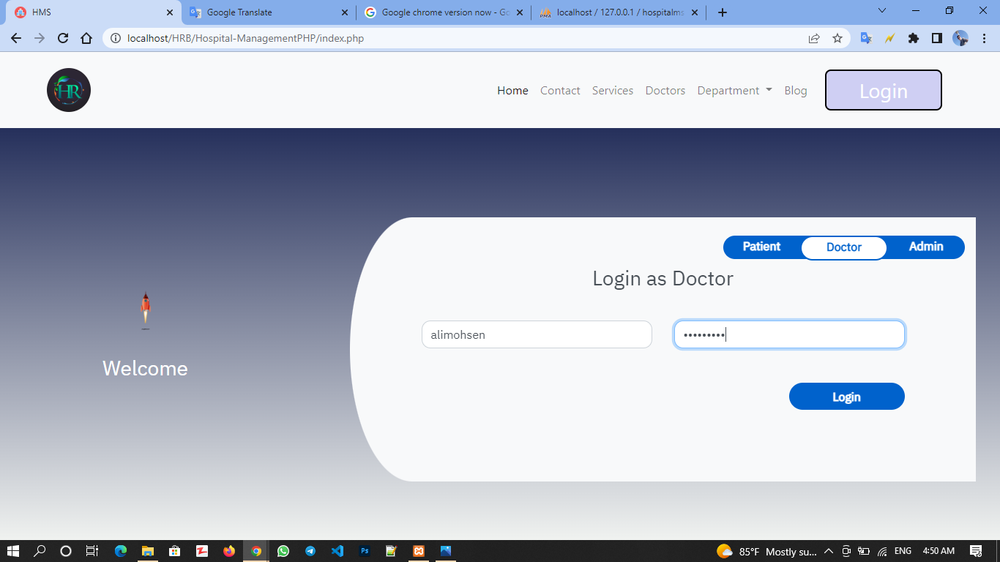 HMS
Google Translate
Google chrome version now - Go
localhost / 127.0.0.1 / hospitalms
localhost/HRB/Hospital-ManagementPHP/index.php
HR
Home Contact Services Doctors Department Blog Login
Patient Doctor Admin
Login as Doctor
alimohsen
•••••••••
Welcome
Login
85°F Mostly su... ENG 4:50 AM